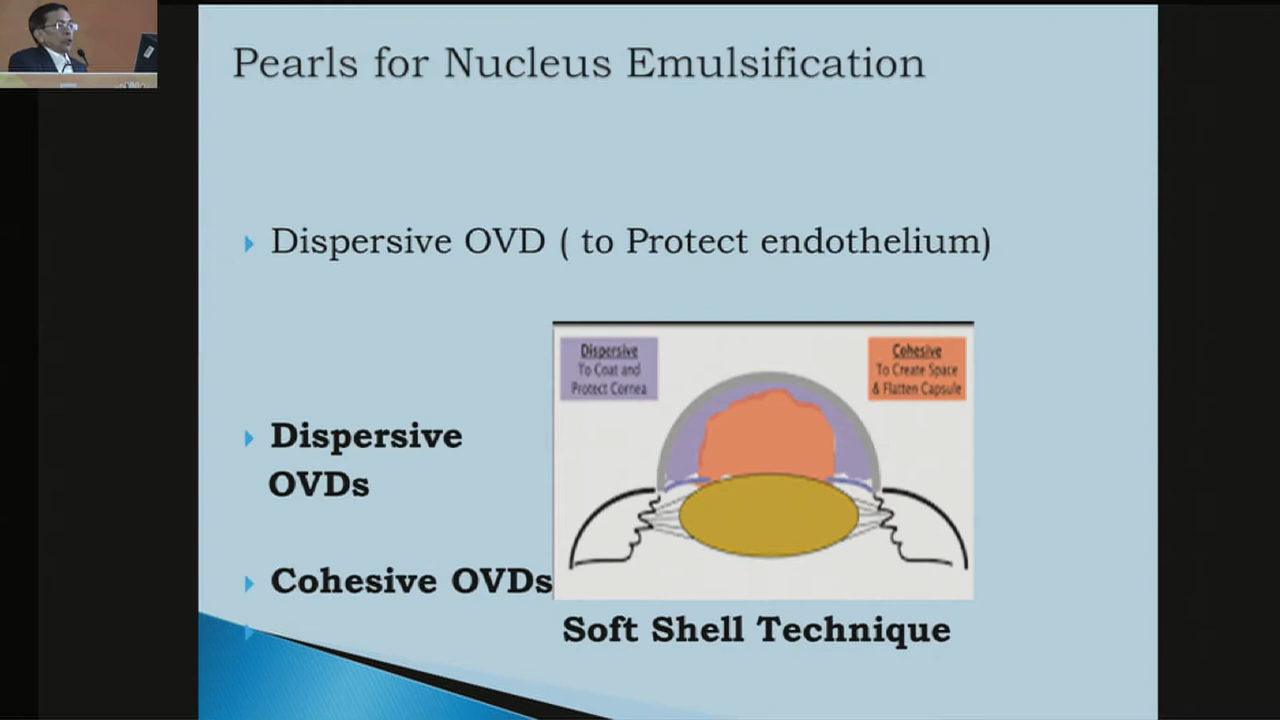 Pearls for Nucleus Emulsification
Dispersive OVD ( to Protect endothelium)
Dispersive
To Coat and
Protect Cornea
Cohesive
To Create Space
& Flatten Capsule
Dispersive
OVDs
Cohesive OVDs
Soft Shell Technique